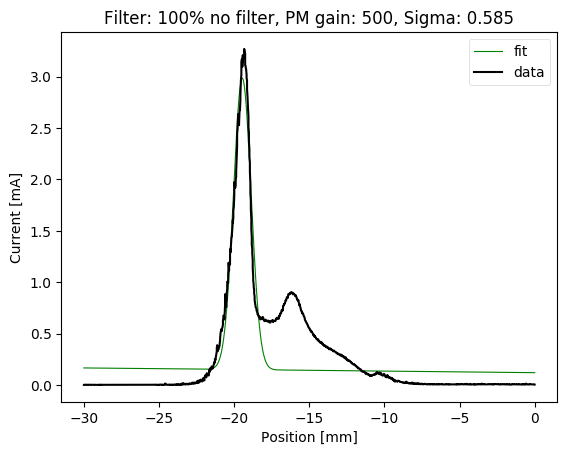 Filter: 100% no filter, PM gain: 500, Sigma: 0.585
fit
data
3.0
2.5
2.0
1.5
1.0
0.5
0.0
Current [mA]
−30 −25 −20 −15 −10 −5 0
Position [mm]